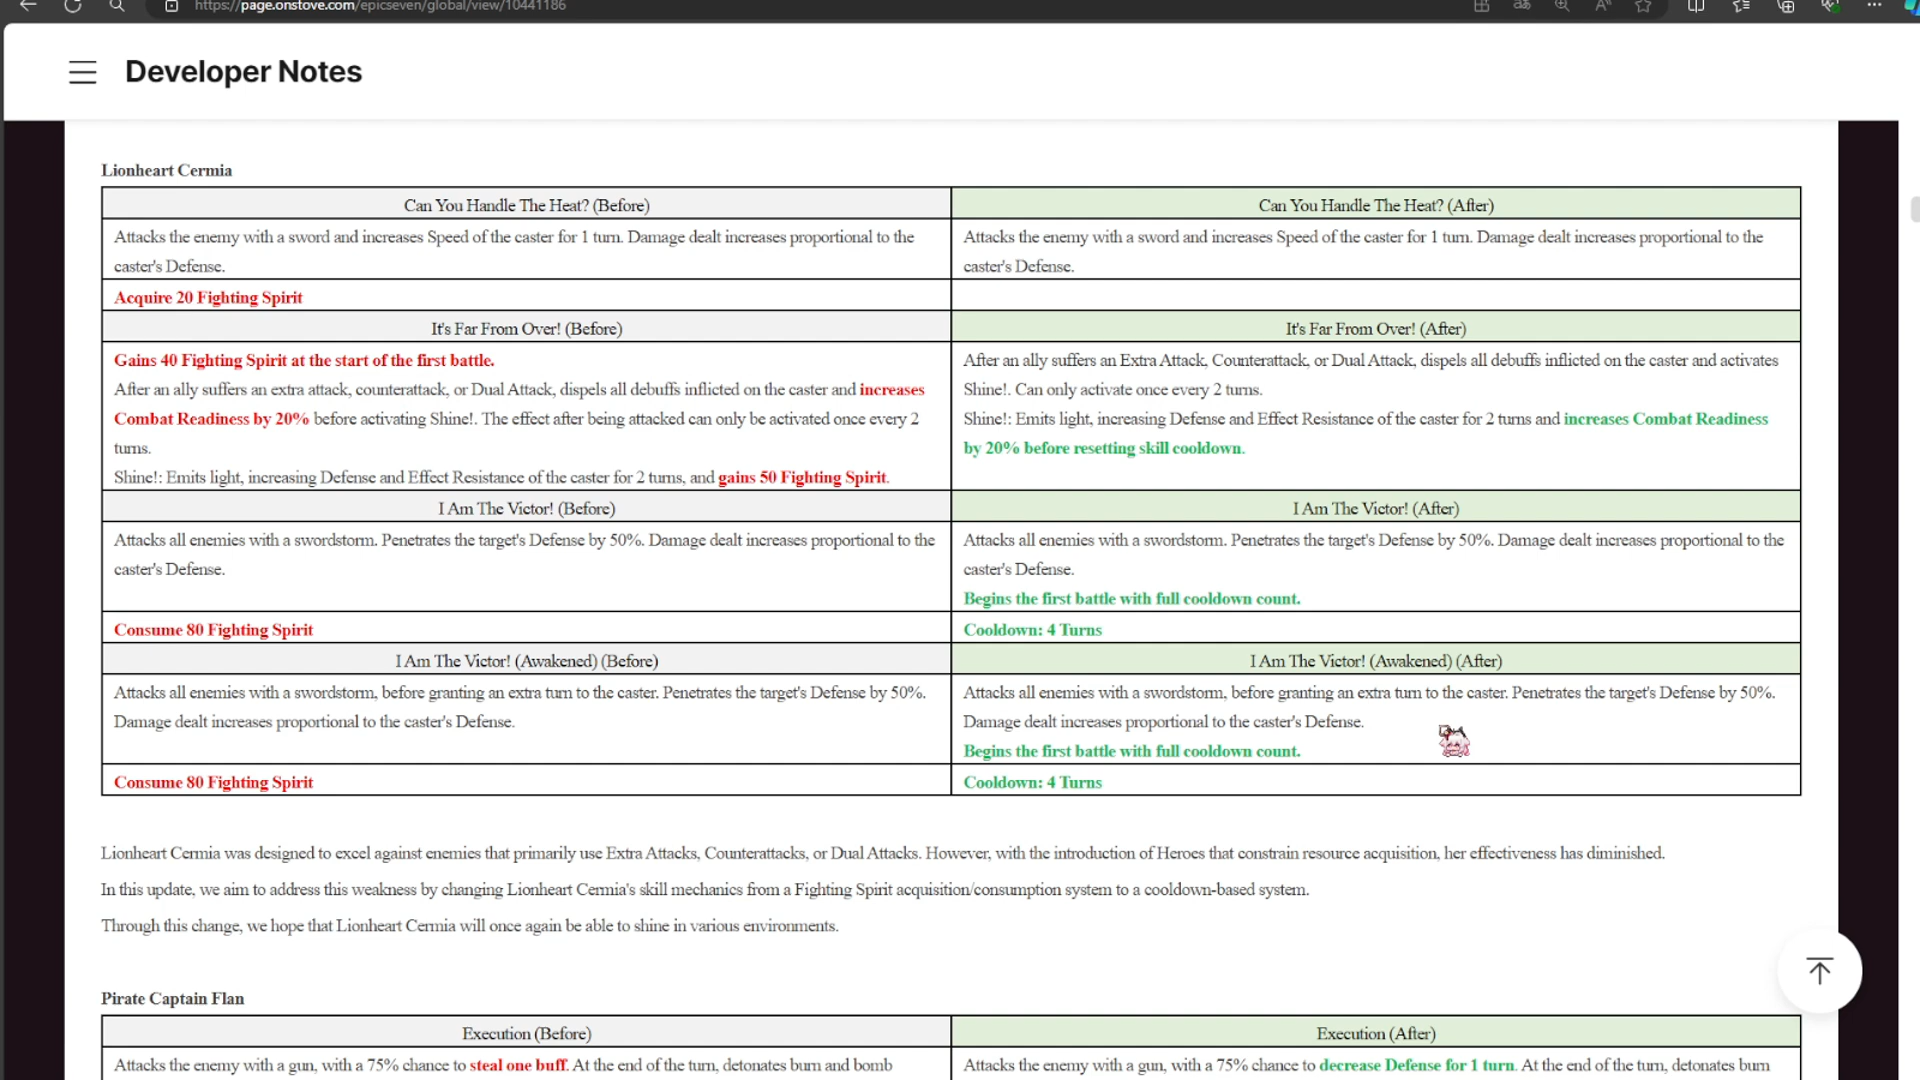 https://page.onstove.com/epicseven/global/view/10441186
Developer Notes
Lionheart Cermia
Can You Handle The Heat? (Before)
Can You Handle The Heat? (After)
Attacks the enemy with a sword and increases Speed of the caster for 1 turn. Damage dealt increases proportional to the
caster's Defense.
Attacks the enemy with a sword and increases Speed of the caster for 1 turn. Damage dealt increases proportional to the
caster's Defense.
Acquire 20 Fighting Spirit
It's Far From Over! (Before)
It's Far From Over! (After)
Gains 40 Fighting Spirit at the start of the first battle.
After an ally suffers an extra attack, counterattack, or Dual Attack, dispels all debuffs inflicted on the caster and increases
Combat Readiness by 20% before activating Shine!. The effect after being attacked can only be activated once every 2
turns.
Shine!: Emits light, increasing Defense and Effect Resistance of the caster for 2 turns, and gains 50 Fighting Spirit.
After an ally suffers an Extra Attack, Counterattack, or Dual Attack, dispels all debuffs inflicted on the caster and activates
Shine!. Can only activate once every 2 turns.
Shine!: Emits light, increasing Defense and Effect Resistance of the caster for 2 turns and increases Combat Readiness
by 20% before resetting skill cooldown.
I Am The Victor! (Before)
I Am The Victor! (After)
Attacks all enemies with a swordstorm. Penetrates the target's Defense by 50%. Damage dealt increases proportional to the
caster's Defense.
Attacks all enemies with a swordstorm. Penetrates the target's Defense by 50%. Damage dealt increases proportional to the
caster's Defense.
Begins the first battle with full cooldown count.
Consume 80 Fighting Spirit
Cooldown: 4 Turns
I Am The Victor! (Awakened) (Before)
I Am The Victor! (Awakened) (After)
Attacks all enemies with a swordstorm, before granting an extra turn to the caster. Penetrates the target's Defense by 50%.
Damage dealt increases proportional to the caster's Defense.
Attacks all enemies with a swordstorm, before granting an extra turn to the caster. Penetrates the target's Defense by 50%.
Damage dealt increases proportional to the caster's Defense.
Begins the first battle with full cooldown count.
Consume 80 Fighting Spirit
Cooldown: 4 Turns
Lionheart Cermia was designed to excel against enemies that primarily use Extra Attacks, Counterattacks, or Dual Attacks. However, with the introduction of Heroes that constrain resource acquisition, her effectiveness has diminished.
In this update, we aim to address this weakness by changing Lionheart Cermia's skill mechanics from a Fighting Spirit acquisition/consumption system to a cooldown-based system.
Through this change, we hope that Lionheart Cermia will once again be able to shine in various environments.
Pirate Captain Flan
Execution (Before)
Execution (After)
Attacks the enemy with a gun, with a 75% chance to steal one buff. At the end of the turn, detonates burn and bomb
Attacks the enemy with a gun, with a 75% chance to decrease Defense for 1 turn. At the end of the turn, detonates burn